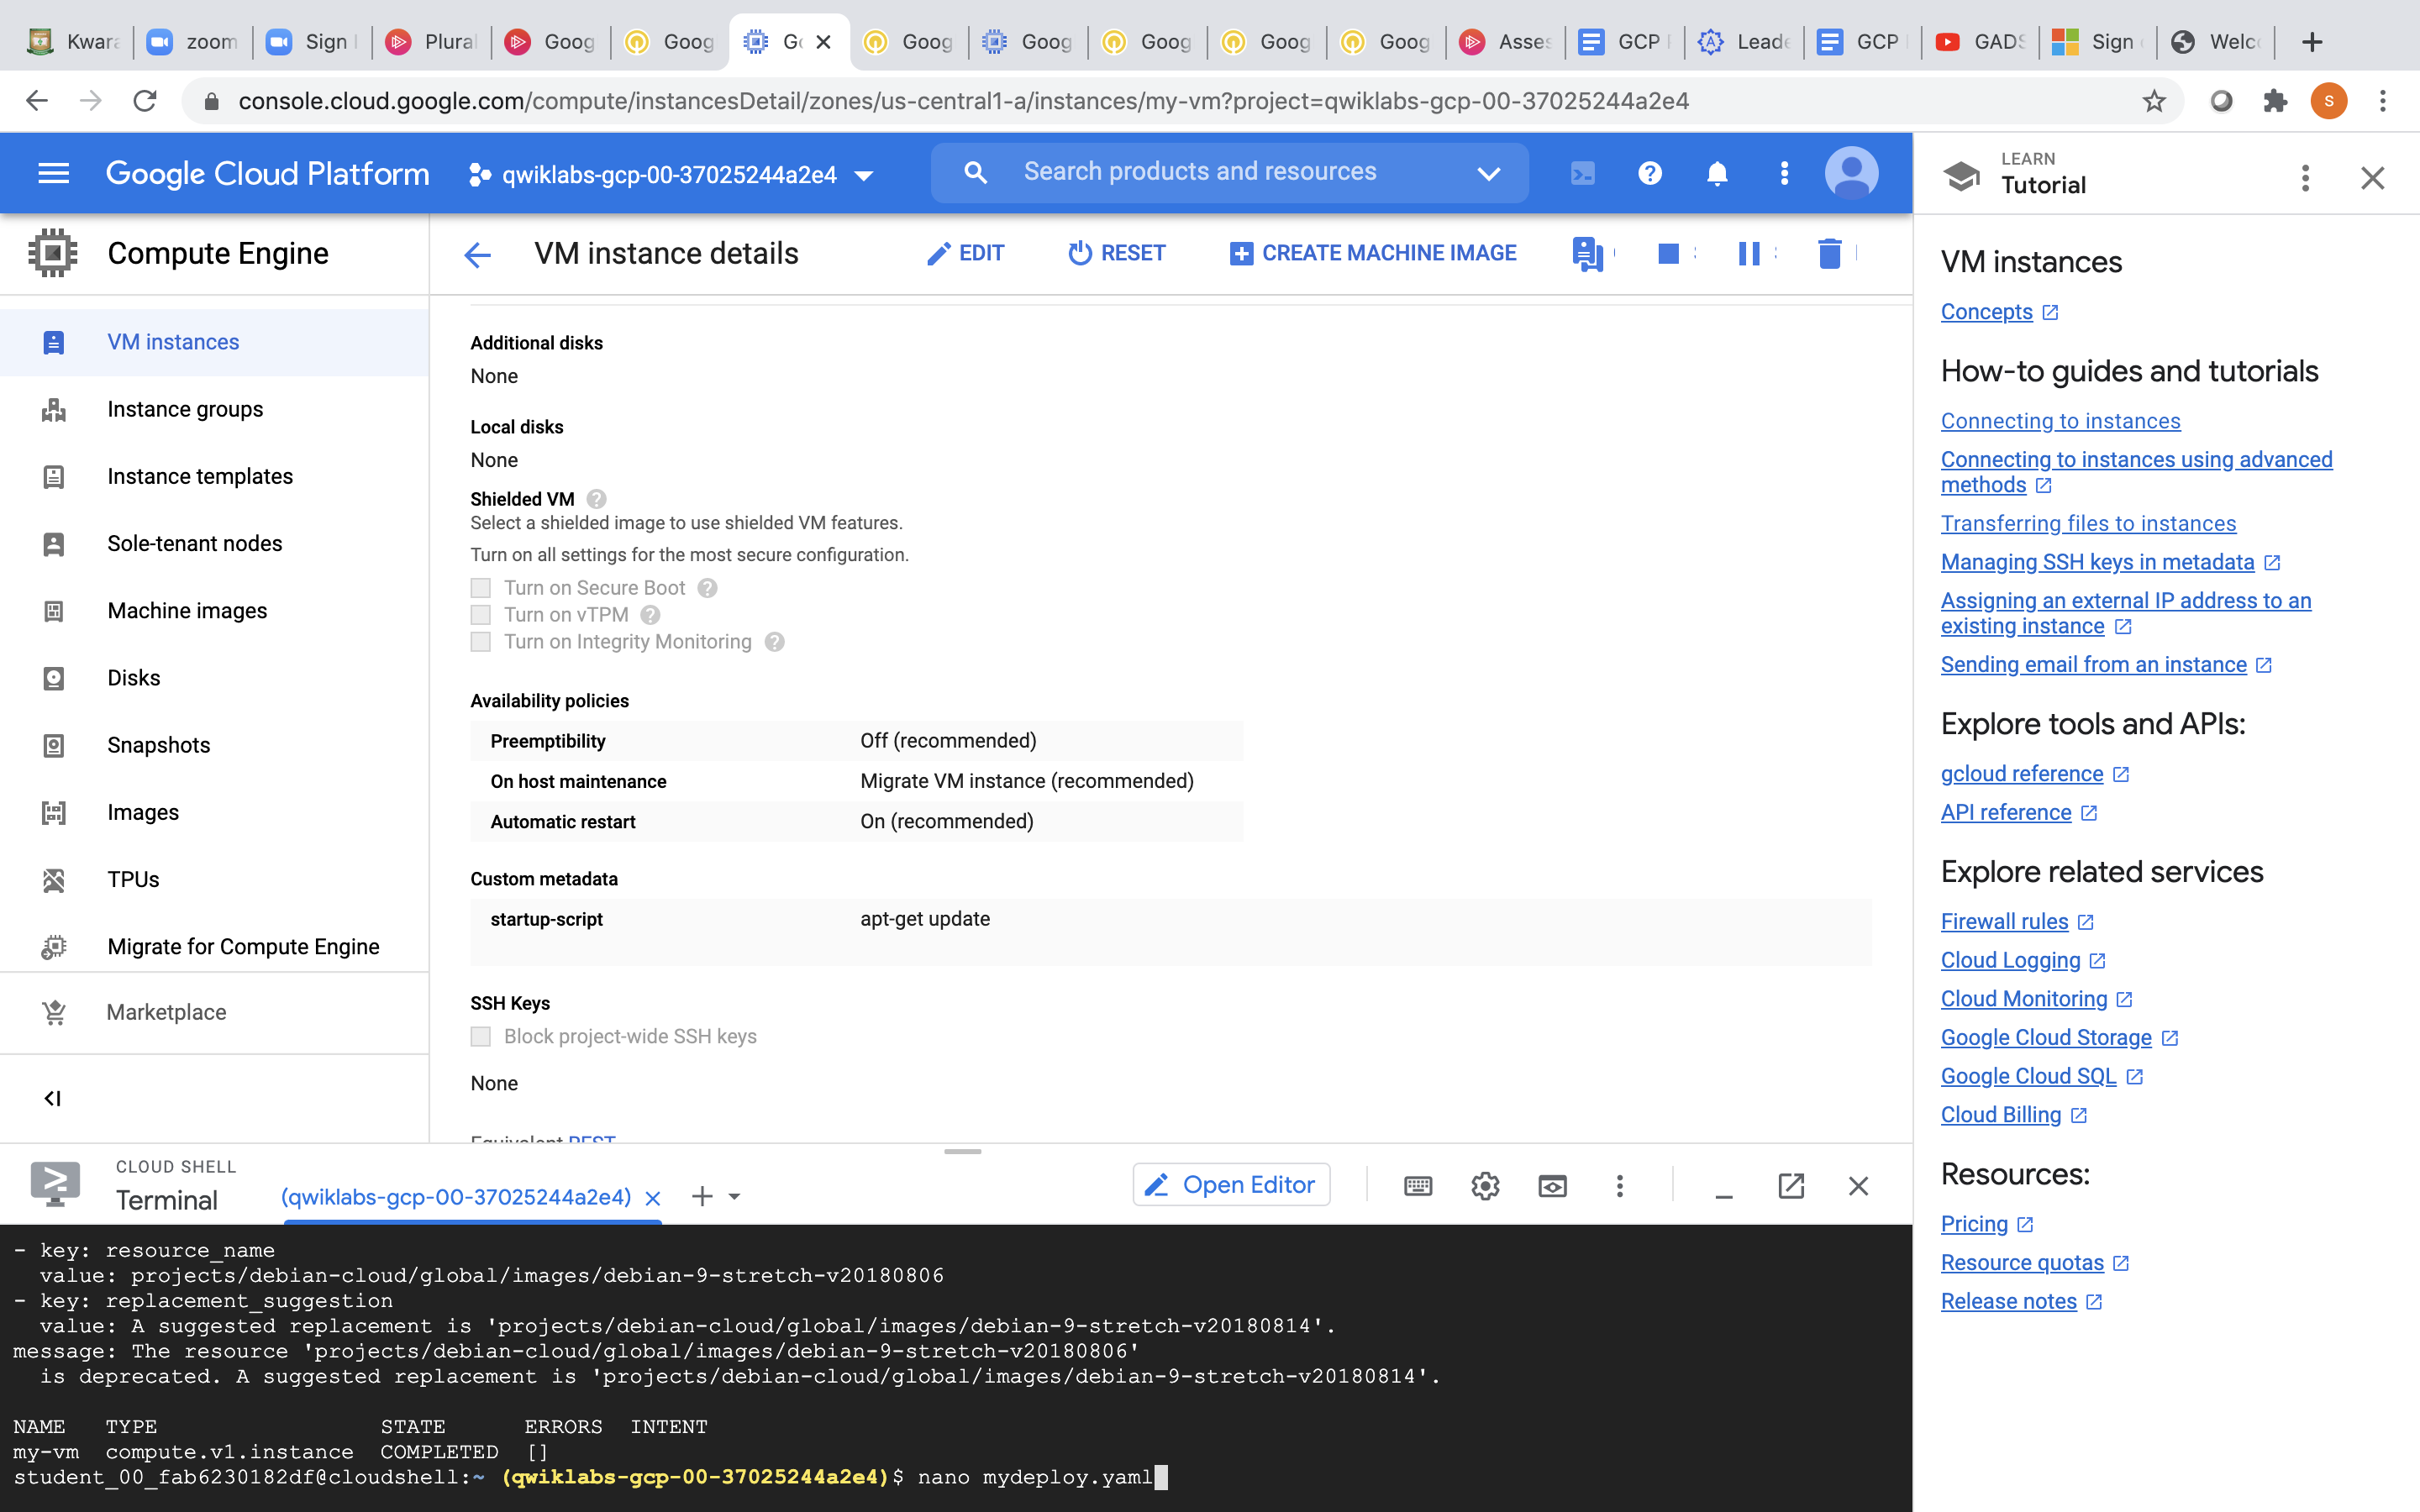 Kwara
zoom
Sign
Plural
Goog
Goog
Go
Goog
Goog
Goog
Goog
Goog
Asses
GCP
Leade
GCP
GADS
Sign
Welco
console.cloud.google.com/compute/instancesDetail/zones/us-central1-a/instances/my-vm?project=qwiklabs-gcp-00-37025244a2e4
S
Google Cloud Platform
qwiklabs-gcp-00-37025244a2e4
Search products and resources
LEARN
Tutorial
Compute Engine
VM instances
Instance groups
Instance templates
Sole-tenant nodes
Machine images
Disks
Snapshots
Images
TPUs
Migrate for Compute Engine
Marketplace
VM instance details
EDIT
RESET
CREATE MACHINE IMAGE
Additional disks
None
Local disks
None
Shielded VM
Select a shielded image to use shielded VM features.
Turn on all settings for the most secure configuration.
Turn on Secure Boot
Turn on vTPM
Turn on Integrity Monitoring
Availability policies
Preemptibility Off (recommended)
On host maintenance Migrate VM instance (recommended)
Automatic restart On (recommended)
Custom metadata
startup-script apt-get update
SSH Keys
Block project-wide SSH keys
None
Equivalent REST
VM instances
Concepts
How-to guides and tutorials
Connecting to instances
Connecting to instances using advanced
methods
Transferring files to instances
Managing SSH keys in metadata
Assigning an external IP address to an
existing instance
Sending email from an instance
Explore tools and APIs:
gcloud reference
API reference
Explore related services
Firewall rules
Cloud Logging
Cloud Monitoring
Google Cloud Storage
Google Cloud SQL
Cloud Billing
Resources:
Pricing
Resource quotas
Release notes
CLOUD SHELL
Terminal
(qwiklabs-gcp-00-37025244a2e4)
Open Editor
- key: resource_name
value: projects/debian-cloud/global/images/debian-9-stretch-v20180806
- key: replacement_suggestion
value: A suggested replacement is 'projects/debian-cloud/global/images/debian-9-stretch-v20180814'.
message: The resource 'projects/debian-cloud/global/images/debian-9-stretch-v20180806'
is deprecated. A suggested replacement is 'projects/debian-cloud/global/images/debian-9-stretch-v20180814'.
NAME TYPE STATE ERRORS INTENT
my-vm compute.v1.instance COMPLETED []
student_00_fab6230182df@cloudshell:~ (qwiklabs-gcp-00-37025244a2e4)$ nano mydeploy.yaml